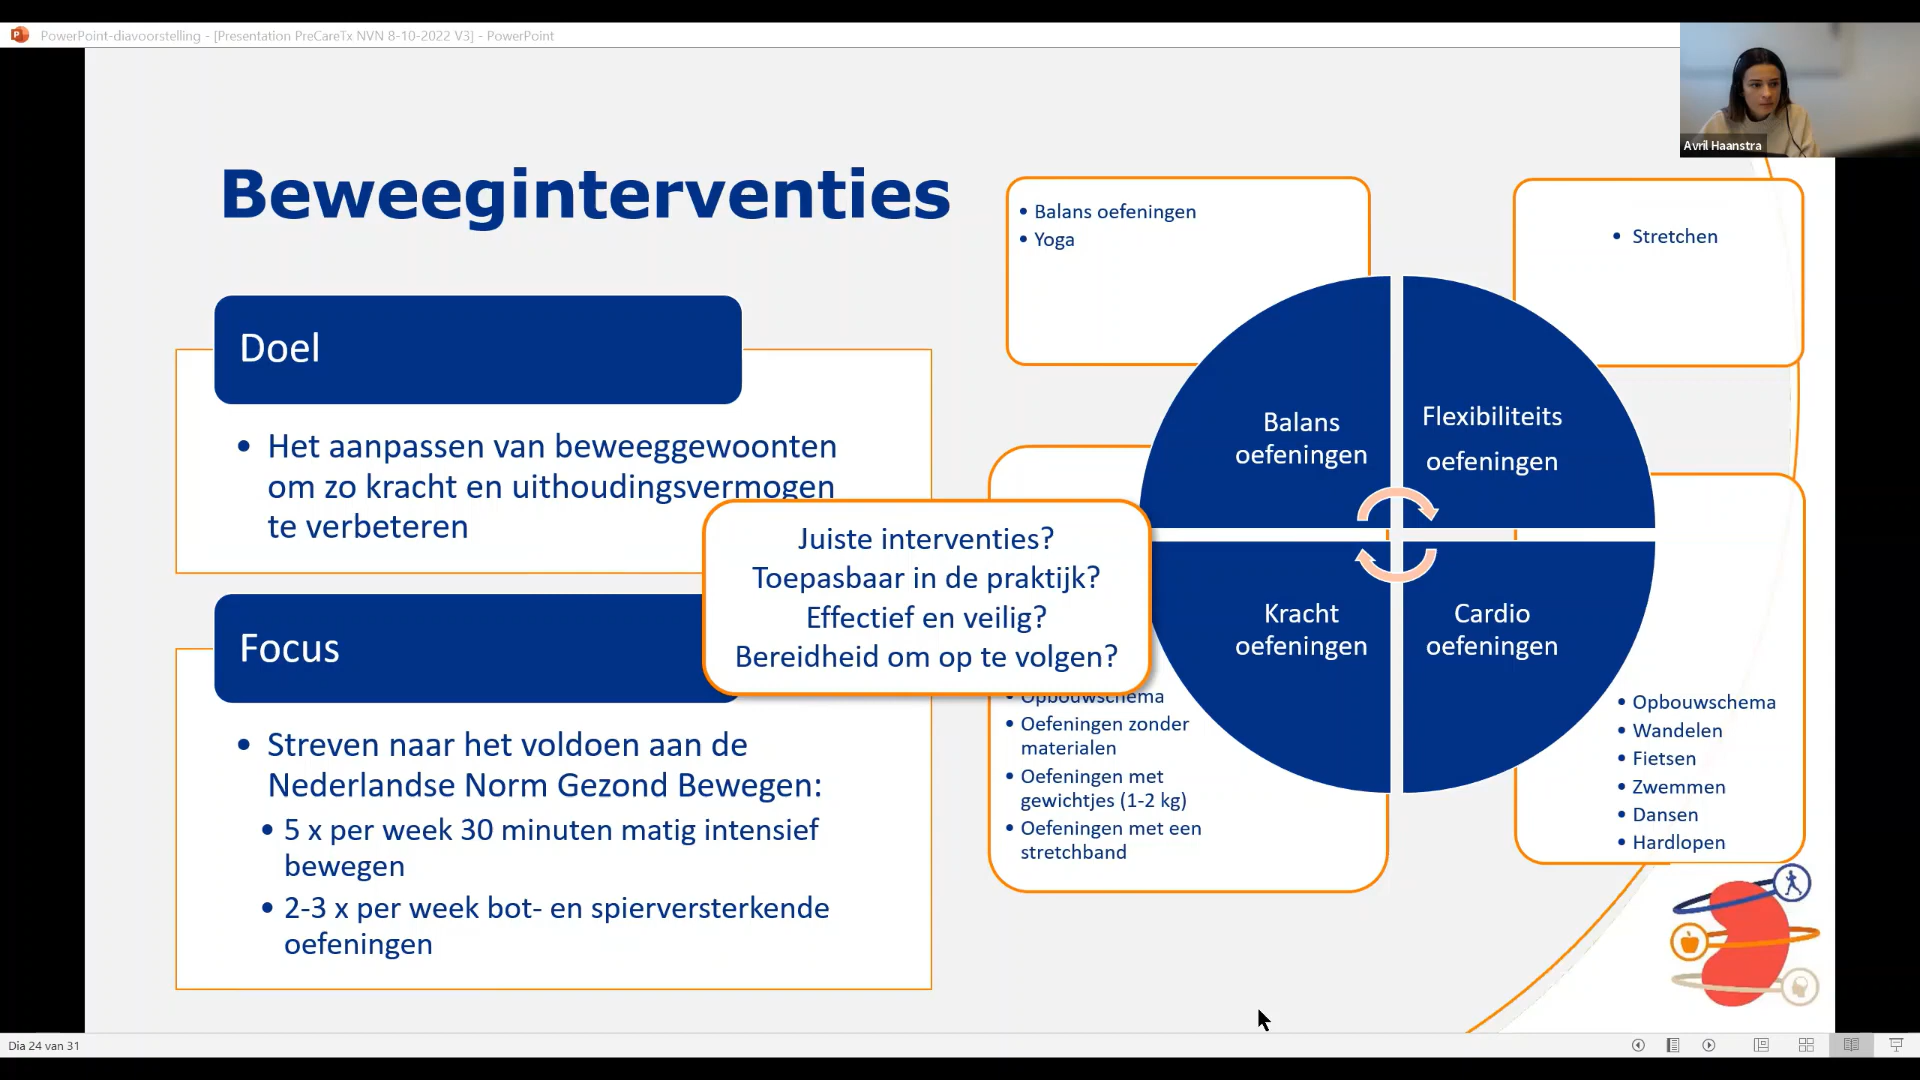 PowerPoint-diavoorstelling - [Presentation PreCareTx NVN 8-10-2022 V3] - PowerPoint
Avril Haanstra
Beweeginterventies
Doel
• Het aanpassen van beweeggewoonten
om zo kracht en uithoudingsvermogen
te verbeteren
Focus
• Streven naar het voldoen aan de
Nederlandse Norm Gezond Bewegen:
• 5 x per week 30 minuten matig intensief
bewegen
• 2-3 x per week bot- en spierversterkende
oefeningen
Juiste interventies?
Toepasbaar in de praktijk?
Effectief en veilig?
Bereidheid om op te volgen?
• Balans oefeningen
• Yoga
• Stretchen
Balans
oefeningen
Flexibiliteits
oefeningen
Kracht
oefeningen
Cardio
oefeningen
• Opbouwschema
• Oefeningen zonder
materialen
• Oefeningen met
gewichtjes (1-2 kg)
• Oefeningen met een
stretchband
• Opbouwschema
• Wandelen
• Fietsen
• Zwemmen
• Dansen
• Hardlopen
Dia 24 van 31